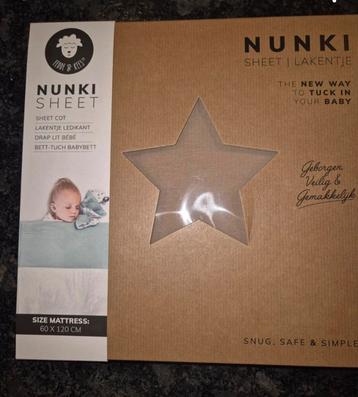 NUNKI
SHEET
SHEET COT
LAKENTJE LEDIKANT
DRAP LIT BÉBÉ
BETT-TUCH BABYBETT
SIZE MATTRESS:
60 X 120 CM
NUNKI
SHEET | LAKENTJE
THE NEW WAY
TO TUCK IN
YOUR BABY
Geborgen
Veilig &
Gemakkelijk
SNUG, SAFE & SIMPLE